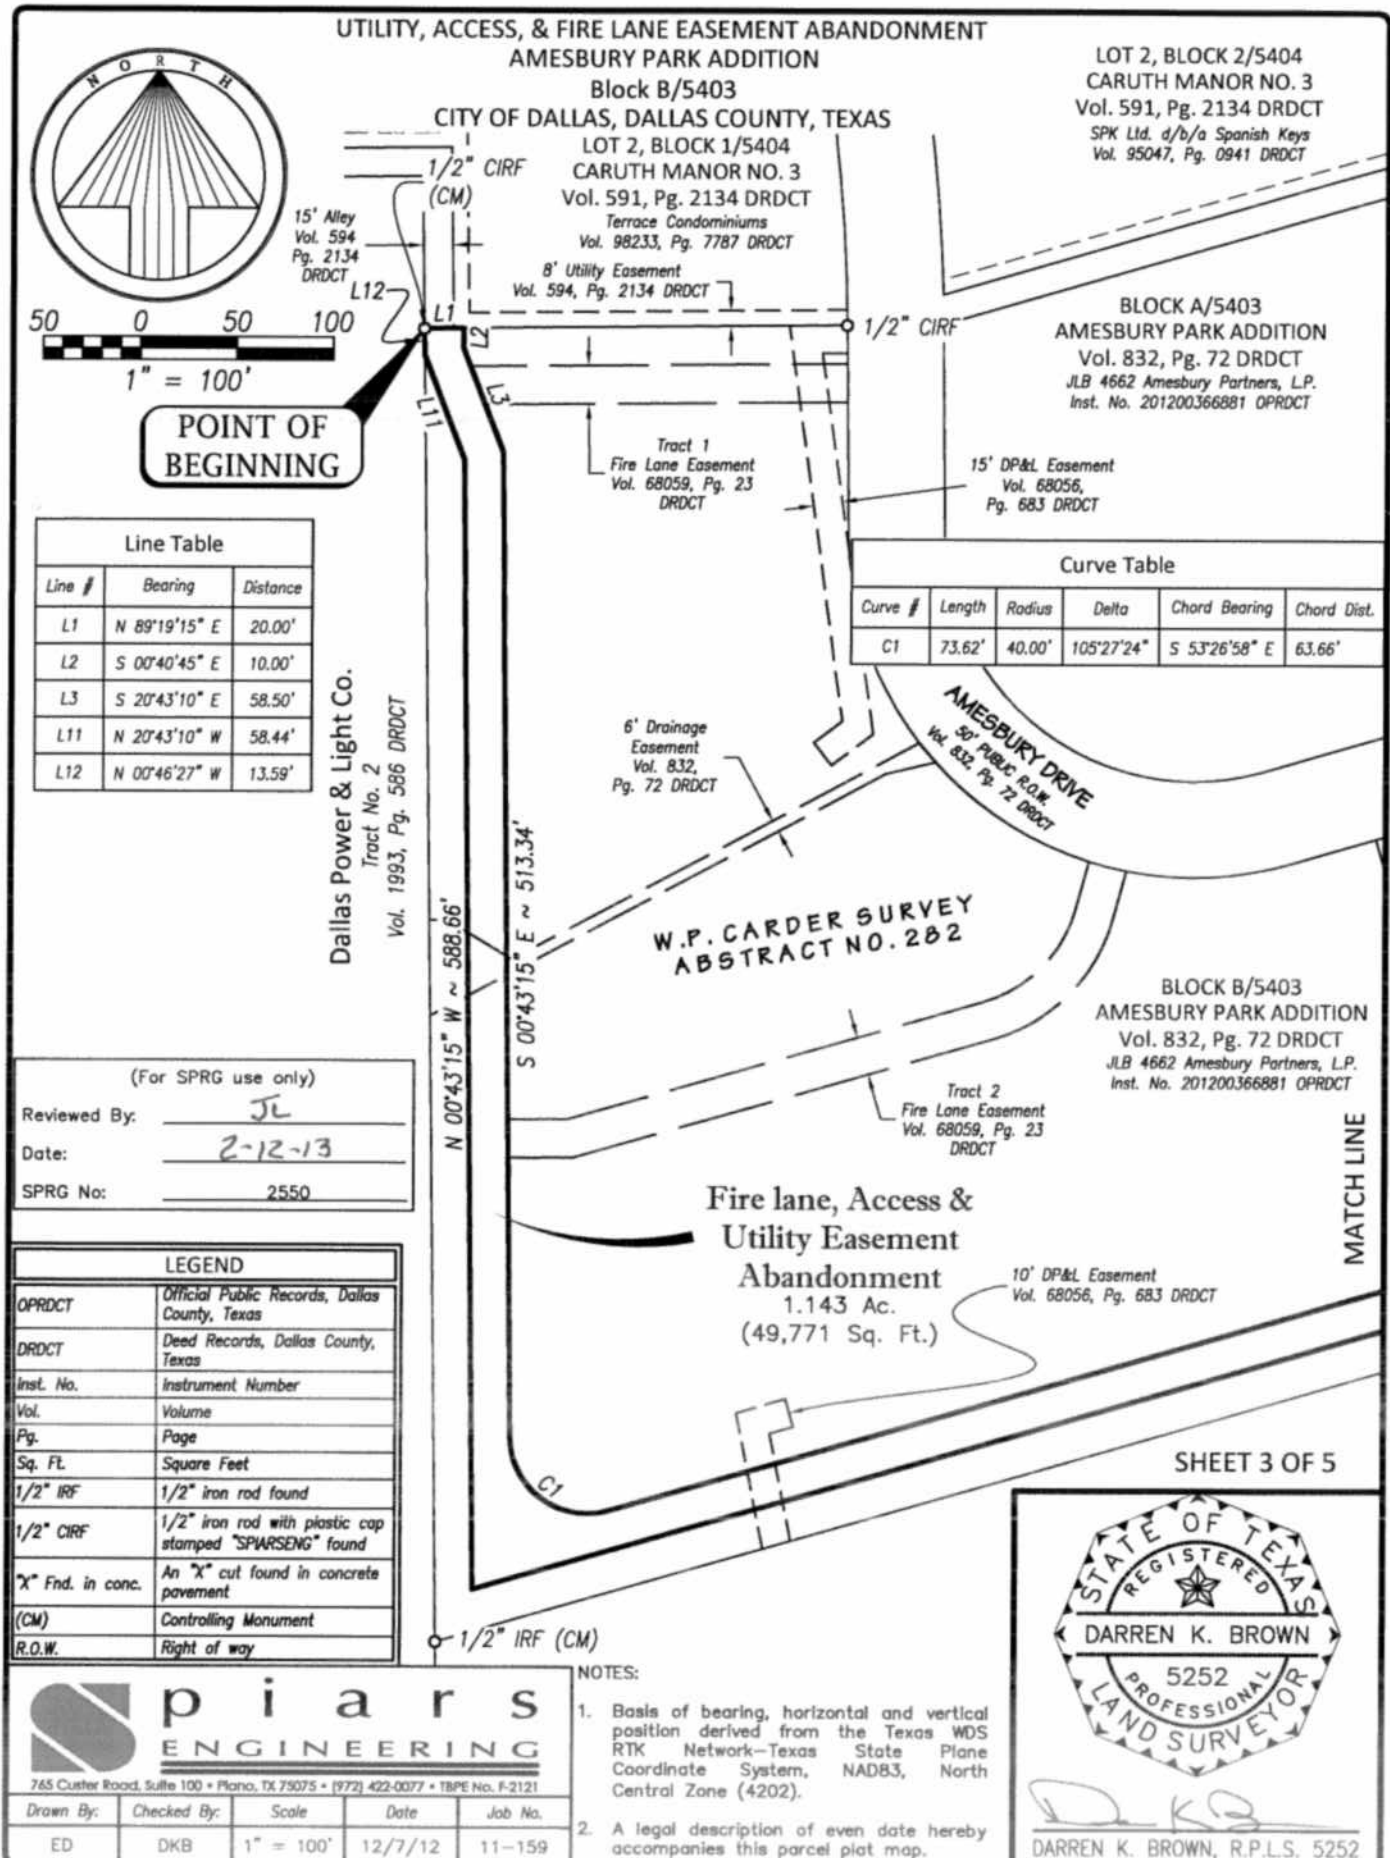 UTILITY, ACCESS, & FIRE LANE EASEMENT ABANDONMENT
AMESBURY PARK ADDITION
Block B/5403
CITY OF DALLAS, DALLAS COUNTY, TEXAS
NORTH
LOT 2, BLOCK 1/5404
CARUTH MANOR NO. 3
Vol. 591, Pg. 2134 DRDCT
Terrace Condominiums
Vol. 98233, Pg. 7787 DRDCT
LOT 2, BLOCK 2/5404
CARUTH MANOR NO. 3
Vol. 591, Pg. 2134 DRDCT
SPK Ltd. d/b/a Spanish Keys
Vol. 95047, Pg. 0941 DRDCT
1/2" CIRF
(CM)
15' Alley
Vol. 594
Pg. 2134
DRDCT
8' Utility Easement
Vol. 594, Pg. 2134 DRDCT
L12
L1
L2
L3
L11
1/2" CIRF
50 0 50 100
1" = 100'
POINT OF
BEGINNING
BLOCK A/5403
AMESBURY PARK ADDITION
Vol. 832, Pg. 72 DRDCT
JLB 4662 Amesbury Partners, L.P.
Inst. No. 201200366881 OPRDCT
Tract 1
Fire Lane Easement
Vol. 68059, Pg. 23
DRDCT
15' DP&L Easement
Vol. 68056,
Pg. 683 DRDCT
Line Table
Line # Bearing Distance
L1 N 89°19'15" E 20.00'
L2 S 00°40'45" E 10.00'
L3 S 20°43'10" E 58.50'
L11 N 20°43'10" W 58.44'
L12 N 00°46'27" W 13.59'
Curve Table
Curve # Length Radius Delta Chord Bearing Chord Dist.
C1 73.62' 40.00' 105°27'24" S 53°26'58" E 63.66'
Dallas Power & Light Co.
Tract No. 2
Vol. 1993, Pg. 586 DRDCT
6' Drainage
Easement
Vol. 832,
Pg. 72 DRDCT
AMESBURY DRIVE
50' PUBLIC R.O.W.
Vol. 832, Pg. 72 DRDCT
N 00°43'15" W ~ 588.66'
S 00°43'15" E ~ 513.34'
W.P. CARDER SURVEY
ABSTRACT NO. 282
BLOCK B/5403
AMESBURY PARK ADDITION
Vol. 832, Pg. 72 DRDCT
JLB 4662 Amesbury Partners, L.P.
Inst. No. 201200366881 OPRDCT
Tract 2
Fire Lane Easement
Vol. 68059, Pg. 23
DRDCT
MATCH LINE
(For SPRG use only)
Reviewed By: JL
Date: 2-12-13
SPRG No: 2550
Fire lane, Access &
Utility Easement
Abandonment
1.143 Ac.
(49,771 Sq. Ft.)
10' DP&L Easement
Vol. 68056, Pg. 683 DRDCT
C1
LEGEND
OPRDCT Official Public Records, Dallas
County, Texas
DRDCT Deed Records, Dallas County,
Texas
Inst. No. Instrument Number
Vol. Volume
Pg. Page
Sq. Ft. Square Feet
1/2" IRF 1/2" iron rod found
1/2" CIRF 1/2" iron rod with plastic cap
stamped "SPIARSENG" found
"X" Fnd. in conc. An "X" cut found in concrete
pavement
(CM) Controlling Monument
R.O.W. Right of way
1/2" IRF (CM)
SHEET 3 OF 5
STATE OF TEXAS
REGISTERED
DARREN K. BROWN
5252
PROFESSIONAL
LAND SURVEYOR
DARREN K. BROWN, R.P.L.S. 5252
Spiars
ENGINEERING
765 Custer Road, Suite 100 • Plano, TX 75075 • (972) 422-0077 • TBPE No. F-2121
Drawn By: Checked By: Scale Date Job No.
ED DKB 1" = 100' 12/7/12 11-159
NOTES:
1. Basis of bearing, horizontal and vertical
position derived from the Texas WDS
RTK Network-Texas State Plane
Coordinate System, NAD83, North
Central Zone (4202).
2. A legal description of even date hereby
accompanies this parcel plat map.